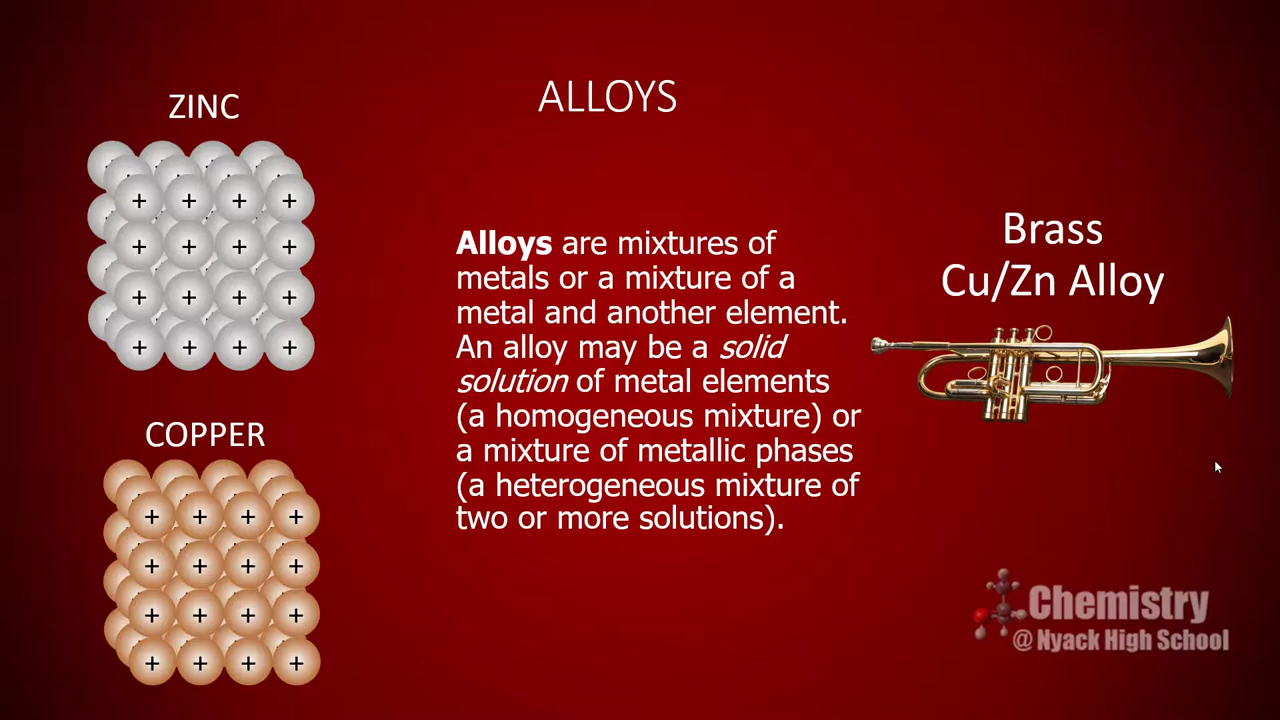 ALLOYS
ZINC
+ + + +
+ + + +
+ + + +
+ + + +
COPPER
+ + + +
+ + + +
+ + + +
+ + + +
Alloys are mixtures of
metals or a mixture of a
metal and another element.
An alloy may be a solid
solution of metal elements
(a homogeneous mixture) or
a mixture of metallic phases
(a heterogeneous mixture of
two or more solutions).
Brass
Cu/Zn Alloy
Chemistry
@ Nyack High School